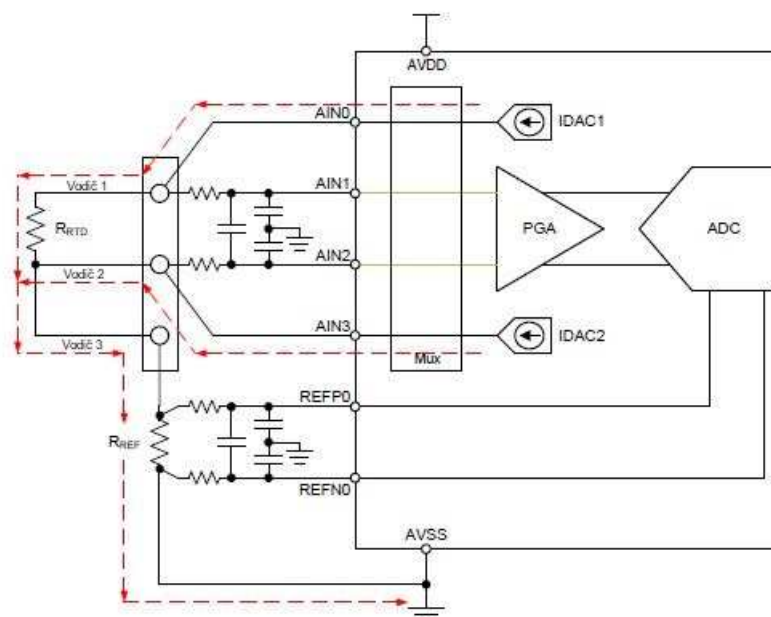 AVDD
AIN0
IDAC1
Vodič 1
AIN1
RRTD
PGA
ADC
Vodič 2
AIN2
AIN3
IDAC2
Vodič 3
Mux
REFP0
RREF
REFN0
AVSS